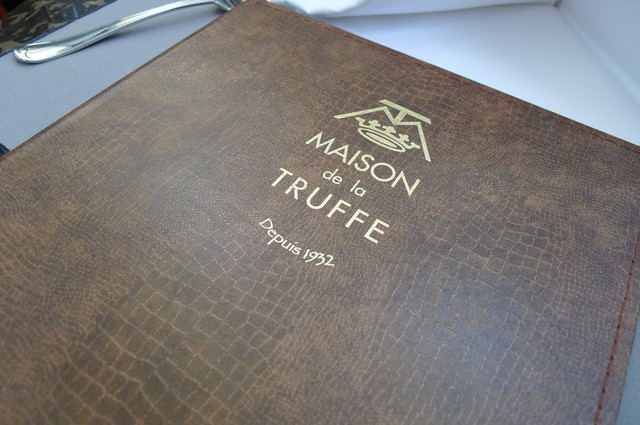 MAISON
de la
TRUFFE
Depuis 1932